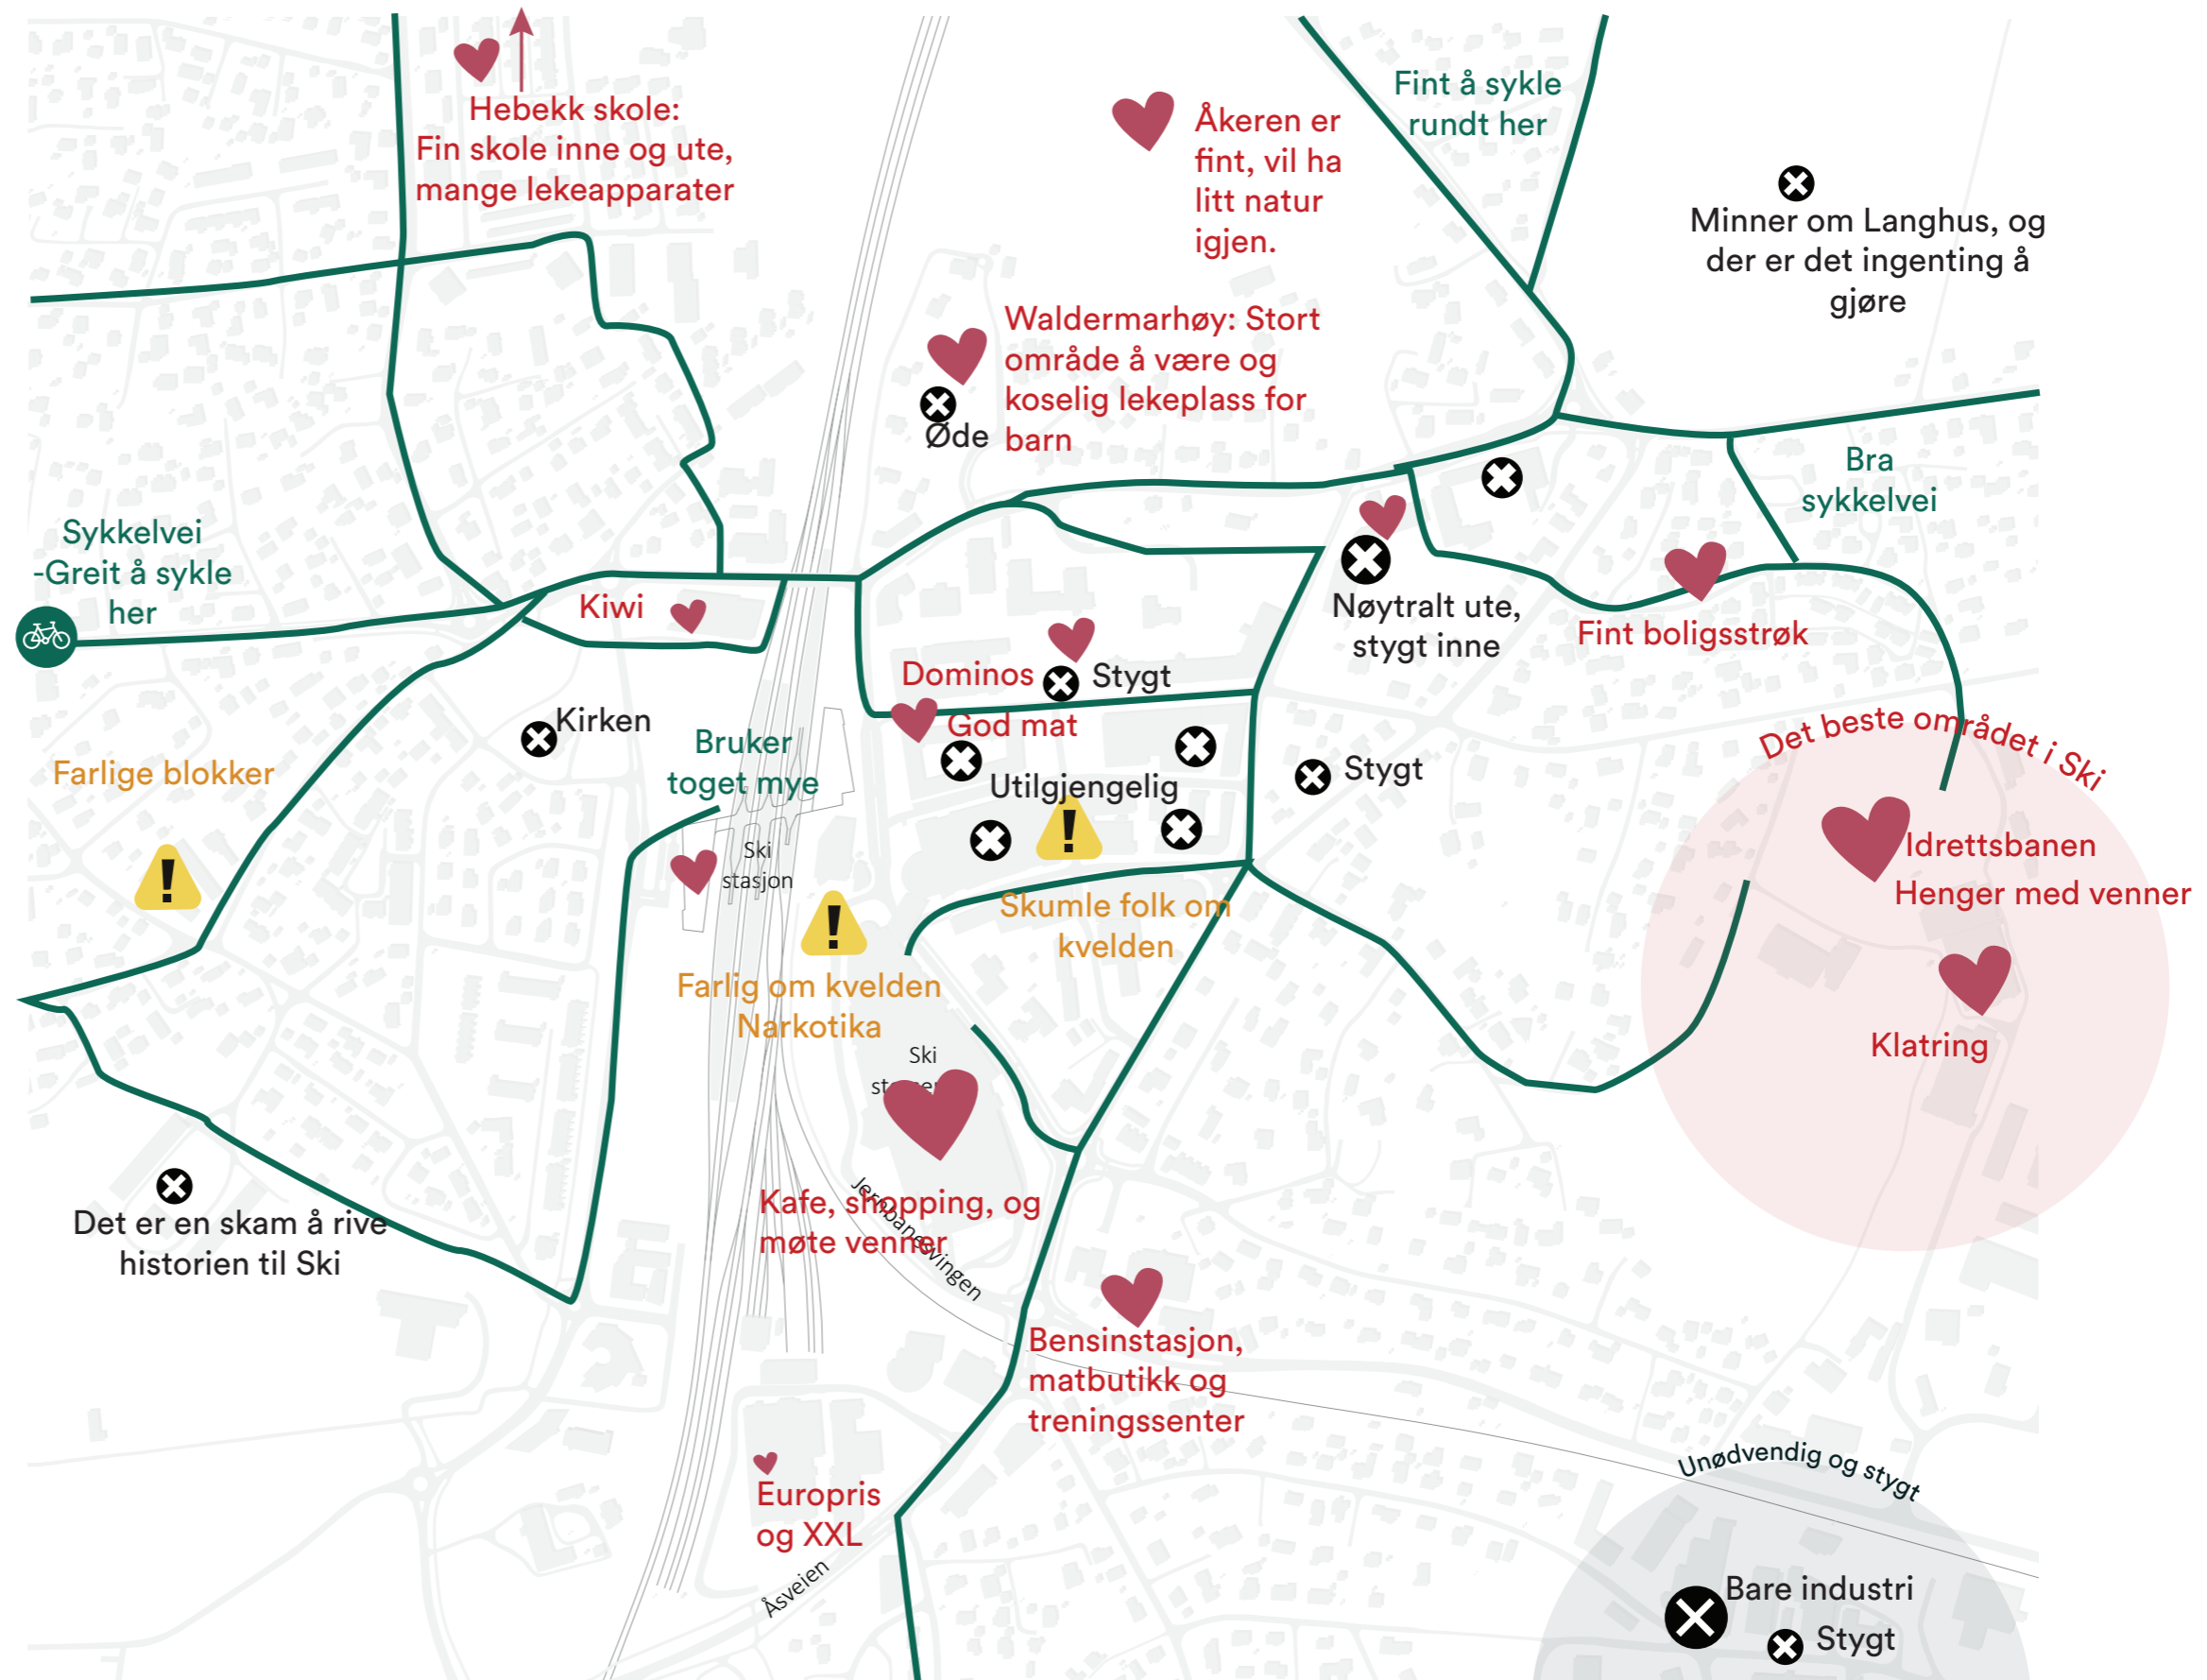 Hebekk skole:
Fin skole inne og ute,
mange lekeapparater
Åkeren er
fint, vil ha
litt natur
igjen.
Fint å sykle
rundt her
Minner om Langhus, og
der er det ingenting å
gjøre
Waldermarhøy: Stort
område å være og
koselig lekeplass for
barn
Øde
Bra
sykkelvei
Sykkelvei
-Greit å sykle
her
Kiwi
Nøytralt ute,
stygt inne
Fint boligsstrøk
Dominos
Stygt
God mat
Kirken
Bruker
toget mye
Farlige blokker
Utilgjengelig
Stygt
Det beste området i Ski
Idrettsbanen
Henger med venner
Ski
stasjon
Skumle folk om
kvelden
Farlig om kvelden
Narkotika
Klatring
Ski
Kafe, shopping, og
møte venner
Jernbanesvingen
Det er en skam å rive
historien til Ski
Bensinstasjon,
matbutikk og
treningssenter
Europris
og XXL
Åsveien
Unødvendig og stygt
Bare industri
Stygt